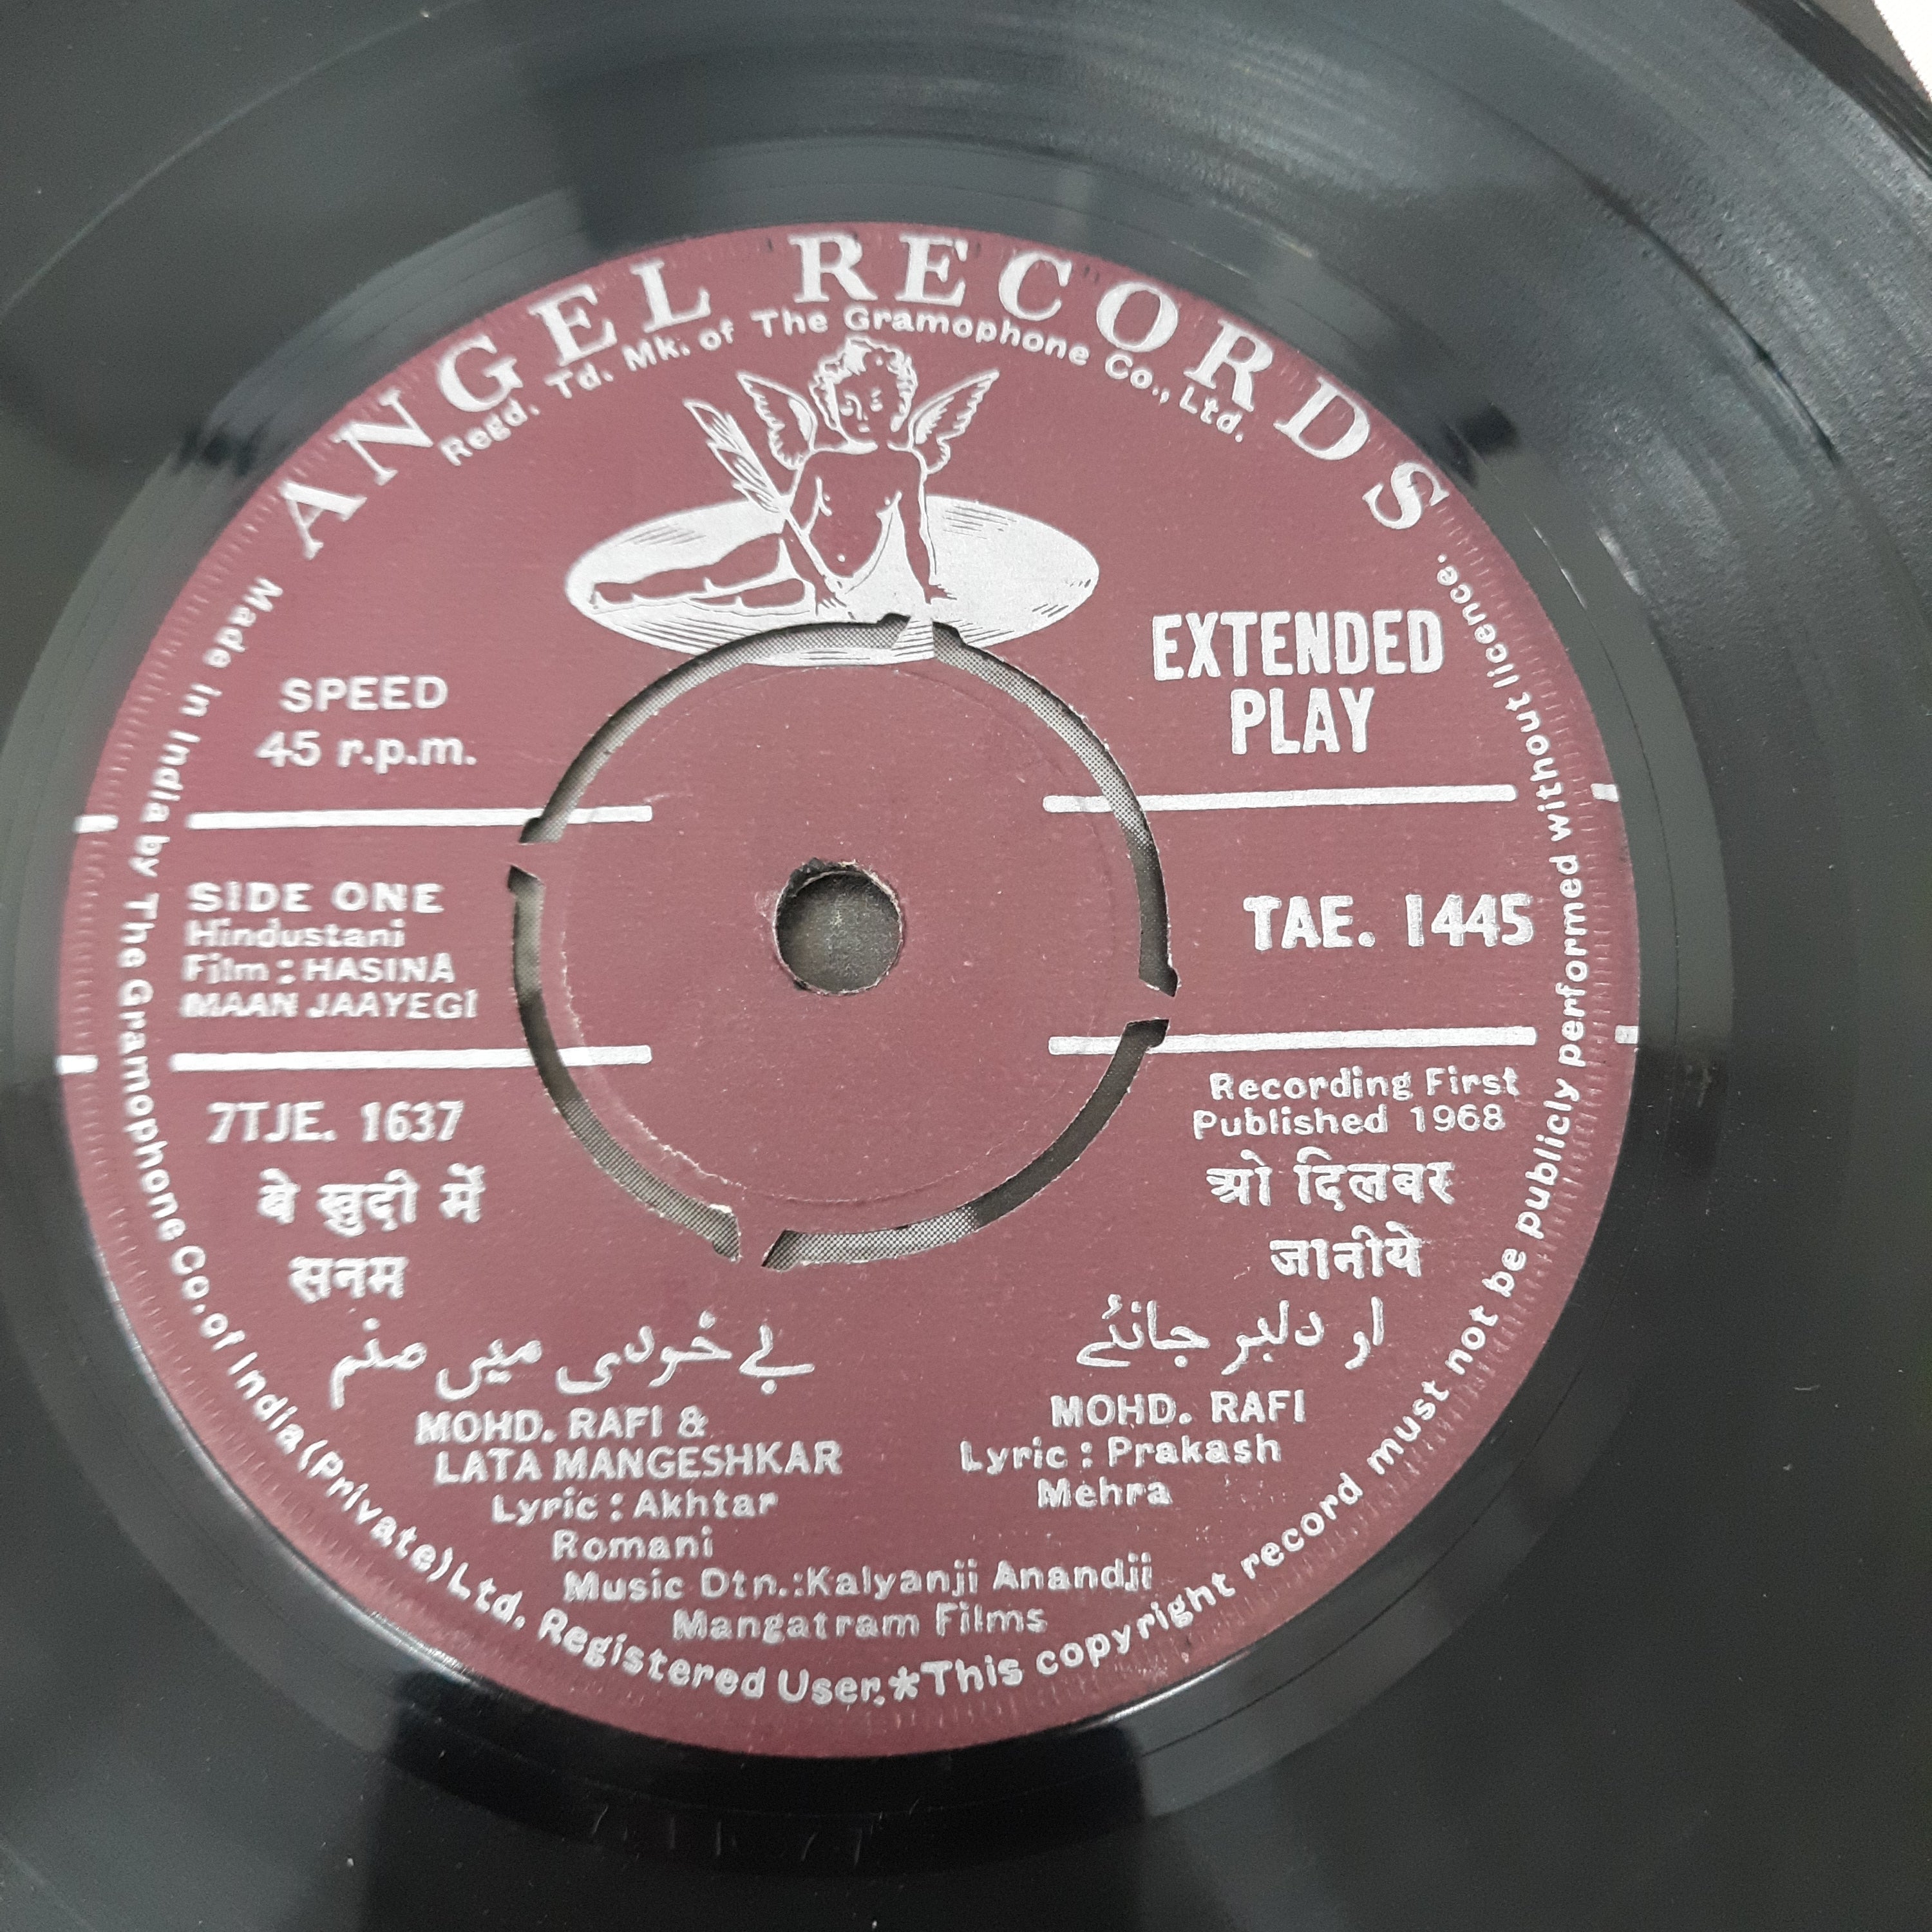 ANGEL RECORDS
Regd. Td. Mk. of The Gramophone Co., Ltd.
SPEED
45 r.p.m.
EXTENDED
PLAY
SIDE ONE
Hindustani
Film : HASINA
MAAN JAAYEGI
TAE. 1445
7TJE. 1637
Recording First
Published 1968
बे खुदी में
सनम
بے خودی میں صنم
MOHD. RAFI &
LATA MANGESHKAR
Lyric : Akhtar
Romani
ओ दिलबर
जानीये
او دلبر جانئے
MOHD. RAFI
Lyric : Prakash
Mehra
Music Dtn.:Kalyanji Anandji
Mangatram Films
Made in India by The Gramophone Co. of India (Private) Ltd. Registered User.*This copyright record must not be publicly performed without licence.